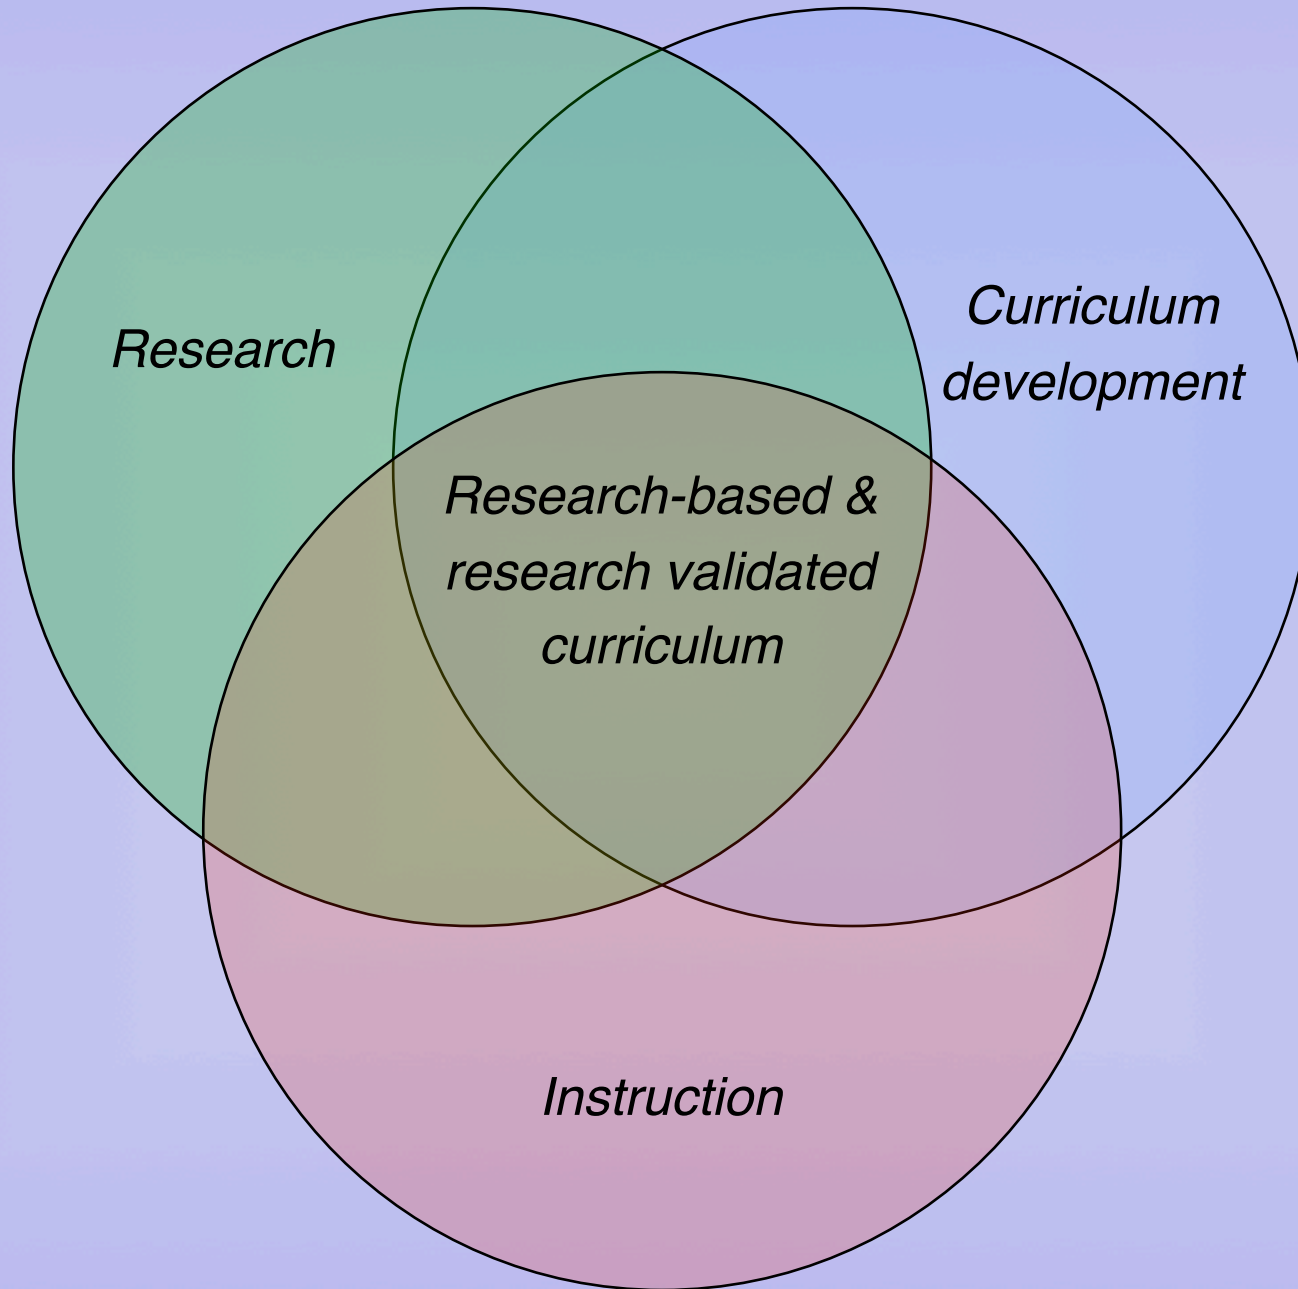 Research
Curriculum
development
Research-based &
research validated
curriculum
Instruction